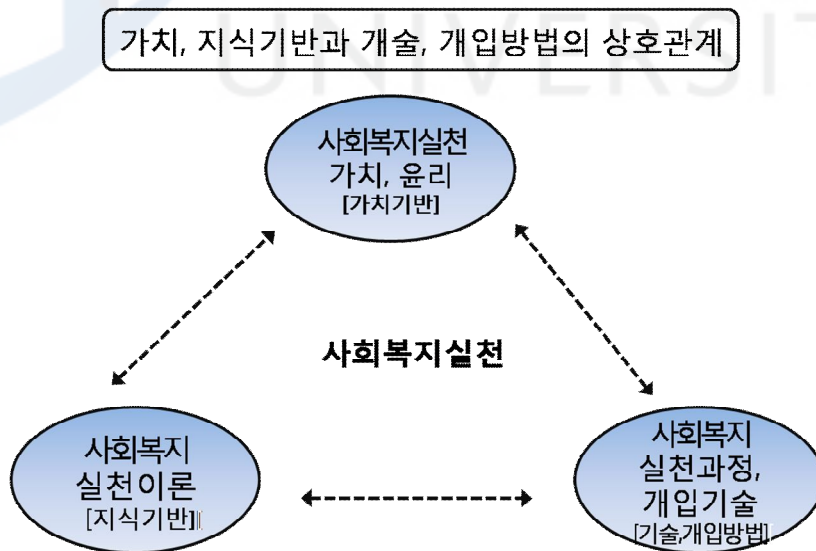 가치, 지식기반과 개술, 개입방법의 상호관계
UNIVERSIT
사회복지실천
가치, 윤리
[가치기반]
사회복지실천
사회복지
실천이론
[지식기반]
사회복지
실천과정,
개입기술
[기술,개입방법]